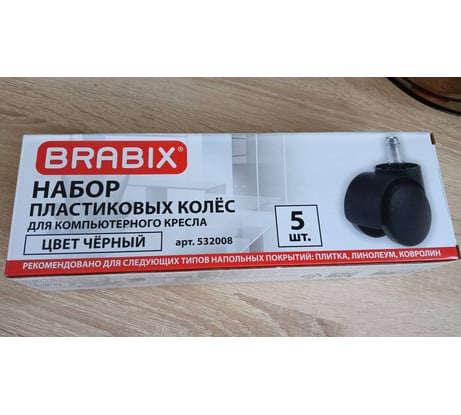 BRABIX®
НАБОР
ПЛАСТИКОВЫХ КОЛЁС
ДЛЯ КОМПЬЮТЕРНОГО КРЕСЛА
ЦВЕТ ЧЁРНЫЙ арт. 532008
5
шт.
РЕКОМЕНДОВАНО ДЛЯ СЛЕДУЮЩИХ ТИПОВ НАПОЛЬНЫХ ПОКРЫТИЙ: ПЛИТКА, ЛИНОЛЕУМ, КОВРОЛИН